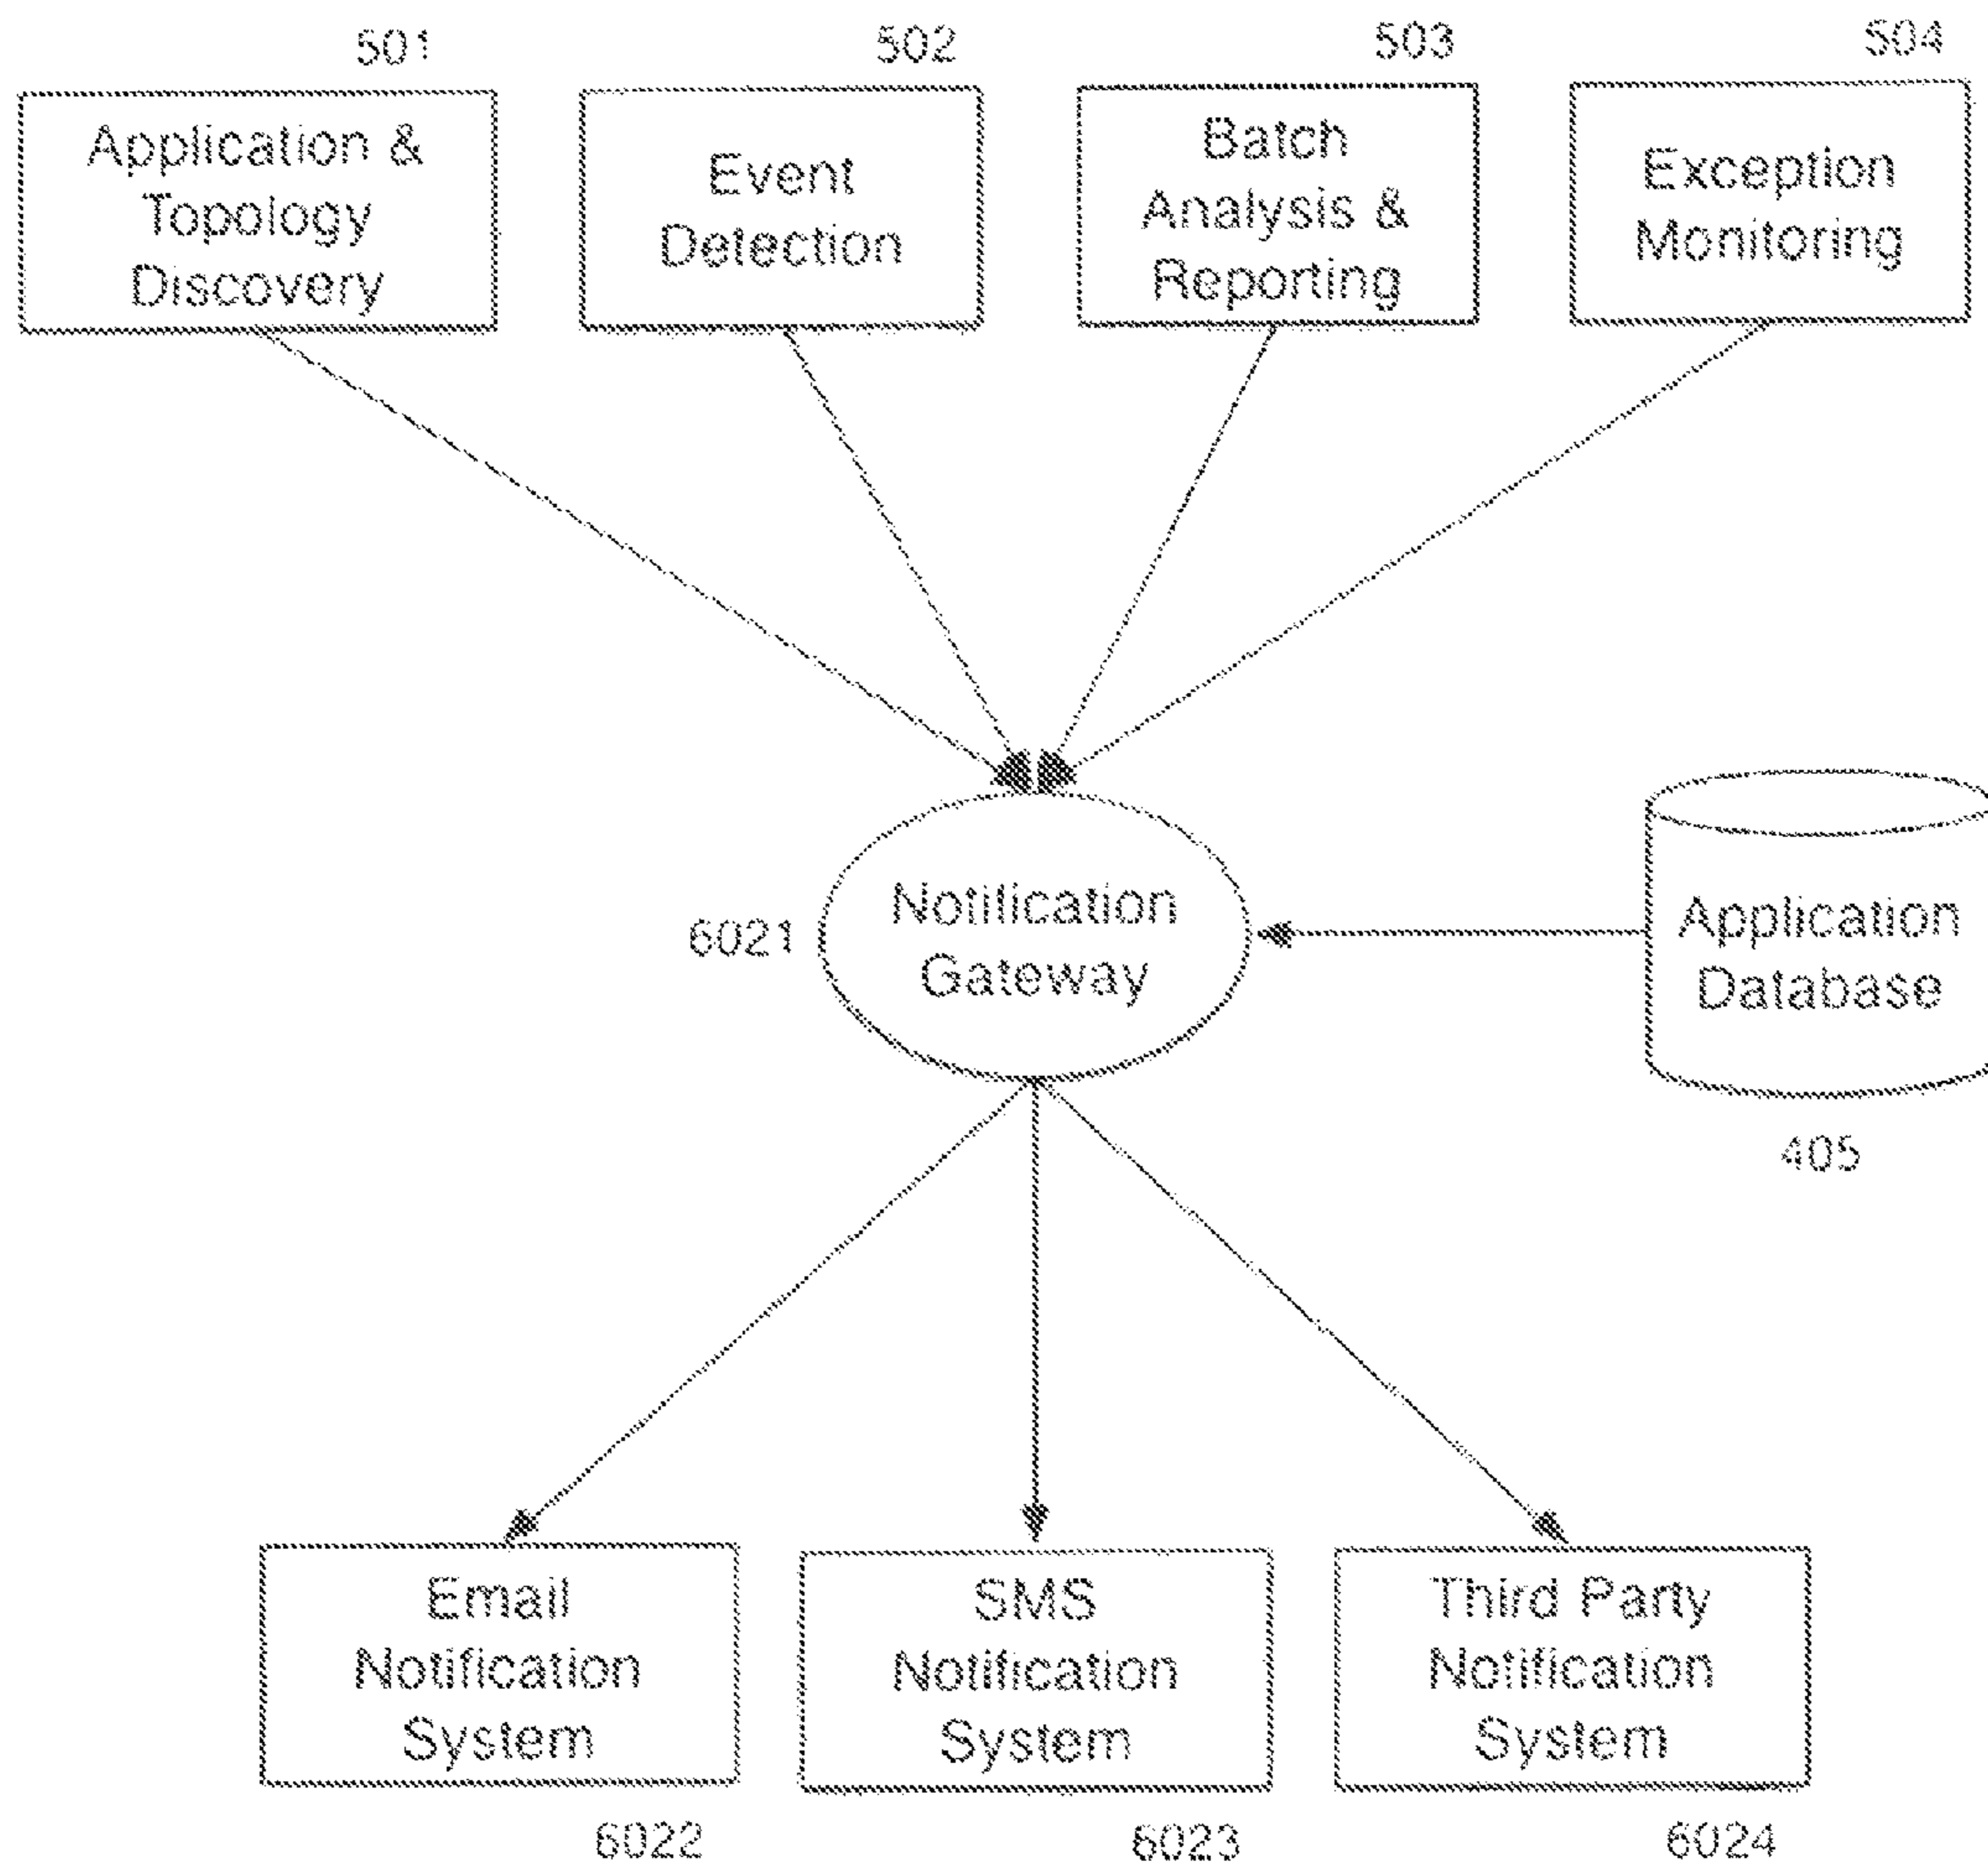 501
502
503
504
Application &
Topology
Discovery
Event
Detection
Batch
Analysis &
Reporting
Exception
Monitoring
6021
Notification
Gateway
Application
Database
405
Email
Notification
System
SMS
Notification
System
Third Party
Notification
System
6022
6023
6024